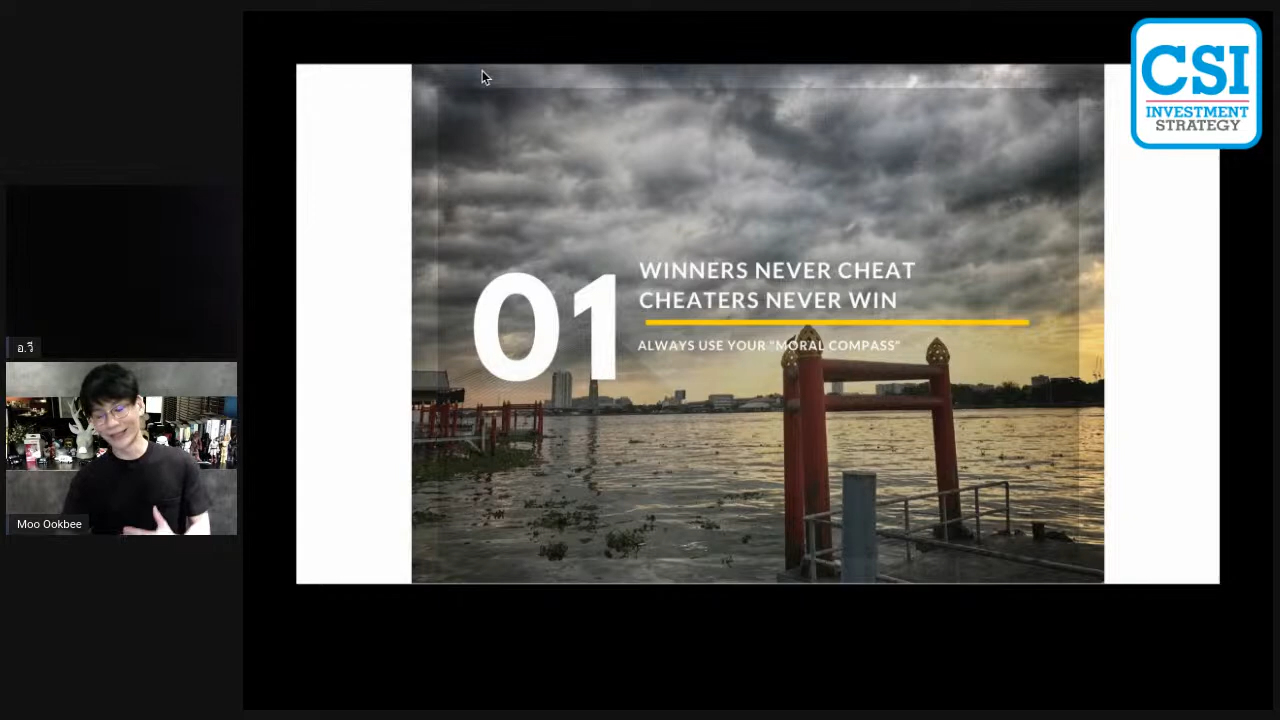 CSI
INVESTMENT
STRATEGY
01
WINNERS NEVER CHEAT
CHEATERS NEVER WIN
ALWAYS USE YOUR "MORAL COMPASS"
อ.วี
Moo Ookbee